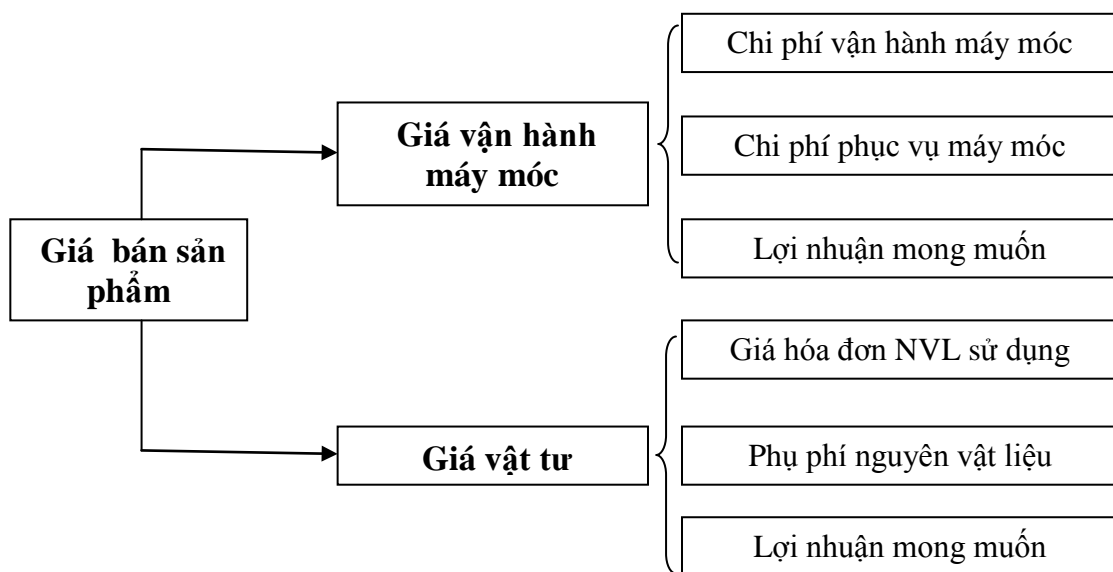 Giá bán sản
phẩm
Giá vận hành
máy móc
Chi phí vận hành máy móc
Chi phí phục vụ máy móc
Lợi nhuận mong muốn
Giá vật tư
Giá hóa đơn NVL sử dụng
Phụ phí nguyên vật liệu
Lợi nhuận mong muốn